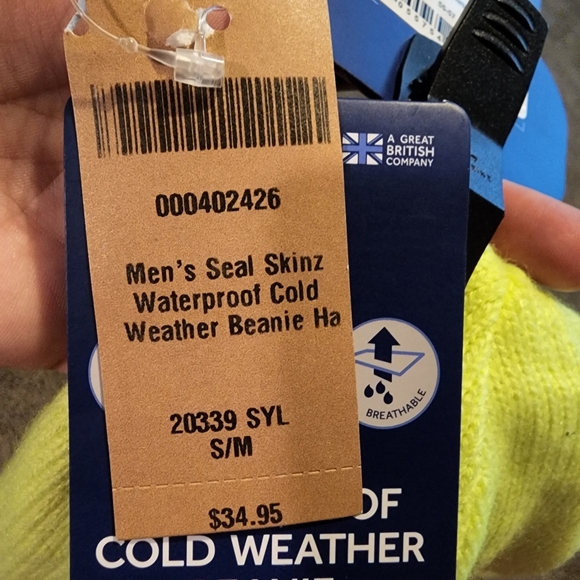 A GREAT
BRITISH
COMPANY
000402426
Men's Seal Skinz
Waterproof Cold
Weather Beanie Ha
BREATHABLE
20339 SYL
S/M
$34.95
OF
COLD WEATHER